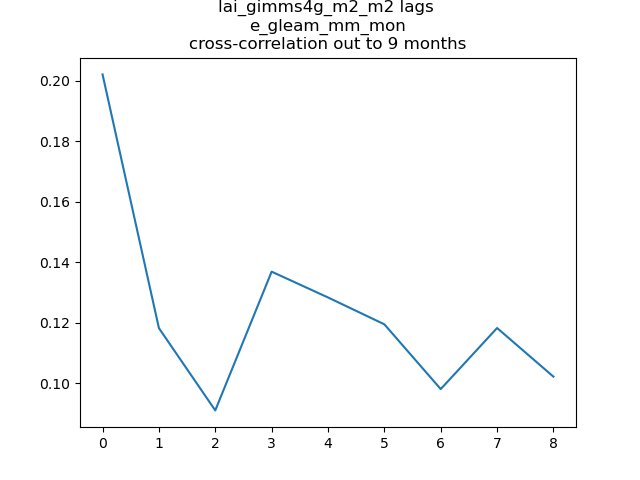 lai_gimms4g_m2_m2 lags
e_gleam_mm_mon
cross-correlation out to 9 months
0.20
0.18
0.16
0.14
0.12
0.10
0 1 2 3 4 5 6 7 8